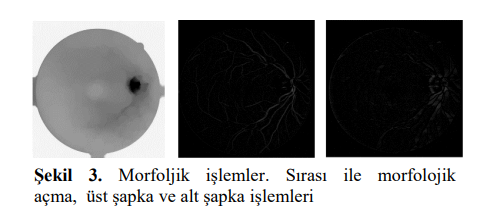 Şekil 3. Morfoljik işlemler. Sırası ile morfolojik
açma, üst şapka ve alt şapka işlemleri